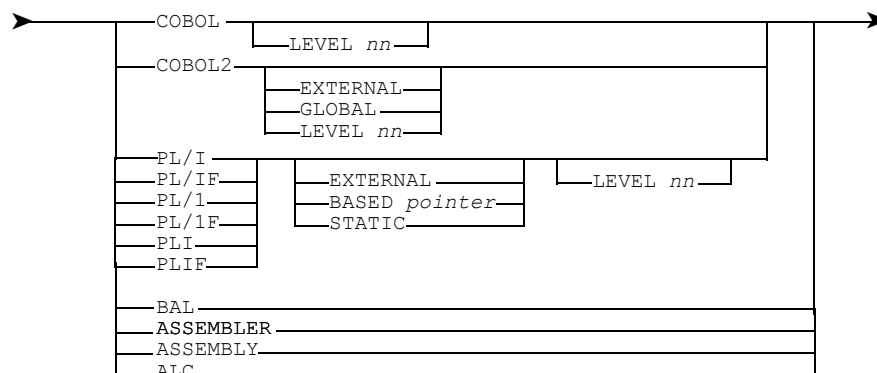 COBOL
LEVEL nn
COBOL2
EXTERNAL
GLOBAL
LEVEL nn
PL/I
PL/IF
EXTERNAL
LEVEL nn
PL/1
BASED pointer
PL/1F
STATIC
PLI
PLIF
BAL
ASSEMBLER
ASSEMBLY
ALC